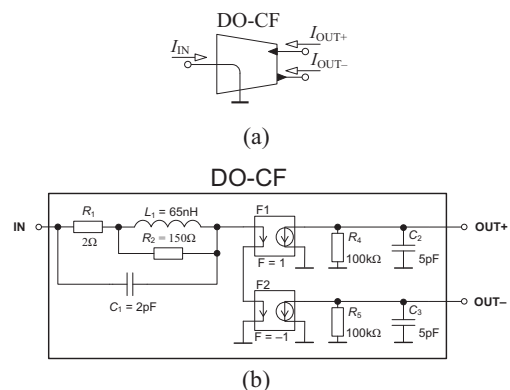 DO-CF
I_IN
I_OUT+
I_OUT–
(a)
DO-CF
IN
R₁
2Ω
L₁ = 65nH
R₂ = 150Ω
C₁ = 2pF
F1
F = 1
R₄
100kΩ
C₂
5pF
OUT+
F2
F = –1
R₅
100kΩ
C₃
5pF
OUT–
(b)